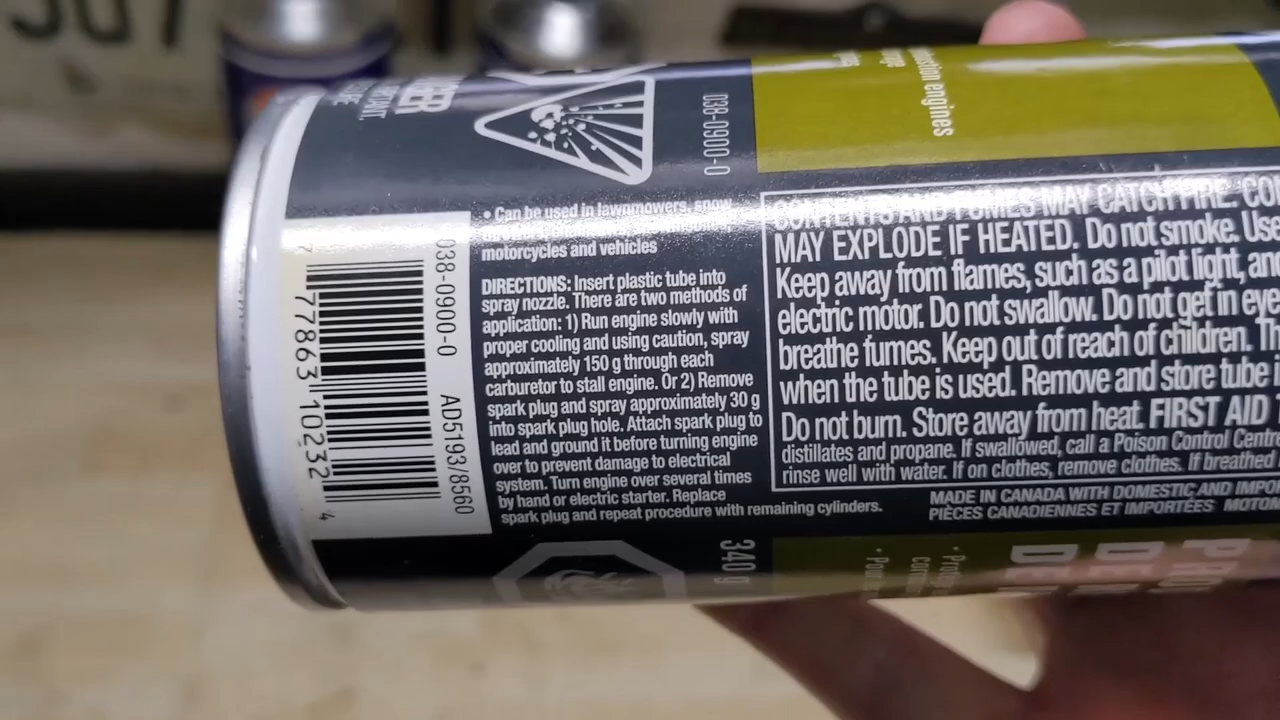 038-0900-0
bustion engines
• Can be used in lawnmowers, snow
motorcycles and vehicles
DIRECTIONS: Insert plastic tube into
spray nozzle. There are two methods of
application: 1) Run engine slowly with
proper cooling and using caution, spray
approximately 150 g through each
carburetor to stall engine. Or 2) Remove
spark plug and spray approximately 30 g
into spark plug hole. Attach spark plug to
lead and ground it before turning engine
over to prevent damage to electrical
system. Turn engine over several times
by hand or electric starter. Replace
spark plug and repeat procedure with remaining cylinders.
038-0900-0 AD5193/8560
7 77863 10232 4
CONTENTS AND FUMES MAY CATCH FIRE. CO
MAY EXPLODE IF HEATED. Do not smoke. Use
Keep away from flames, such as a pilot light, and
electric motor. Do not swallow. Do not get in eye
breathe fumes. Keep out of reach of children. Th
when the tube is used. Remove and store tube i
Do not burn. Store away from heat. FIRST AID
distillates and propane. If swallowed, call a Poison Control Centr
rinse well with water. If on clothes, remove clothes. If breathed
MADE IN CANADA WITH DOMESTIC AND IMPO
PIÈCES CANADIENNES ET IMPORTÉES MOTOM
340 g